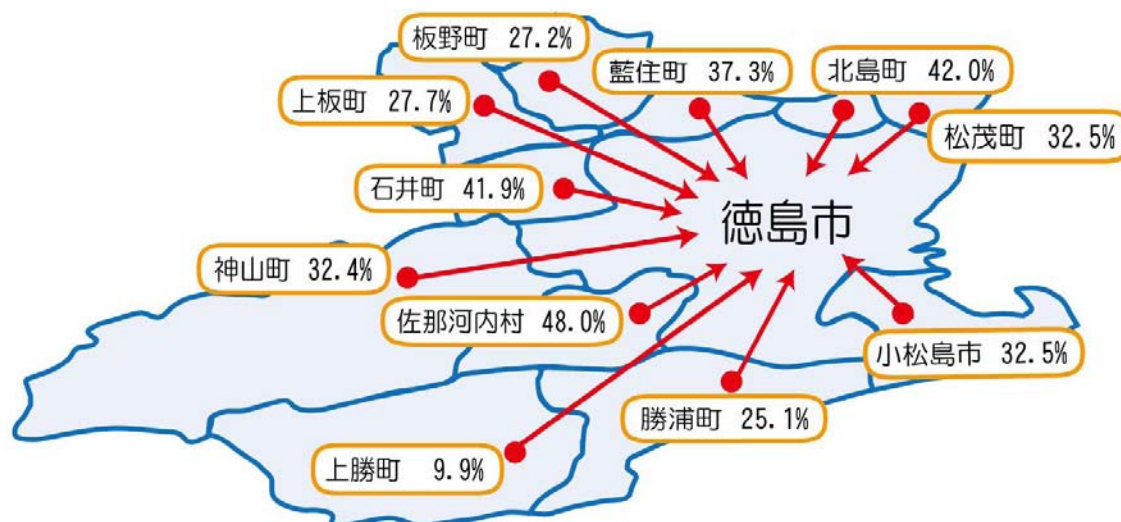 板野町 27.2%
藍住町 37.3%
北島町 42.0%
上板町 27.7%
松茂町 32.5%
石井町 41.9%
徳島市
神山町 32.4%
佐那河内村 48.0%
小松島市 32.5%
勝浦町 25.1%
上勝町 9.9%